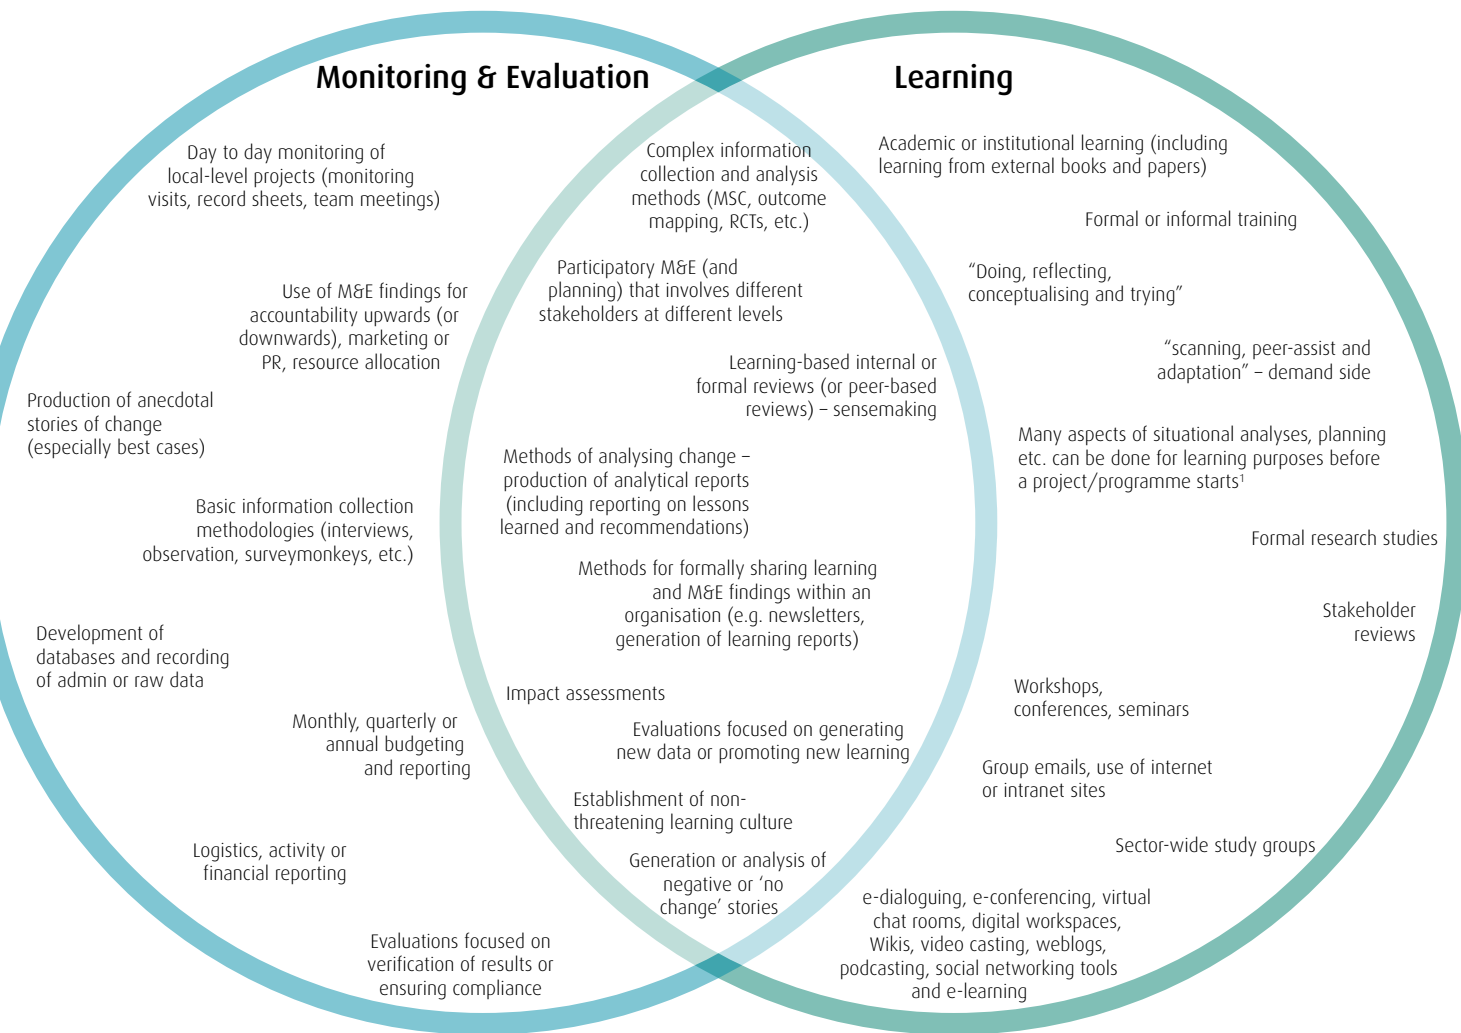 Monitoring & Evaluation
Day to day monitoring of
local-level projects (monitoring
visits, record sheets, team meetings)
Use of M&E findings for
accountability upwards (or
downwards), marketing or
PR, resource allocation
Production of anecdotal
stories of change
(especially best cases)
Basic information collection
methodologies (interviews,
observation, surveymonkeys, etc.)
Development of
databases and recording
of admin or raw data
Monthly, quarterly or
annual budgeting
and reporting
Logistics, activity or
financial reporting
Evaluations focused on
verification of results or
ensuring compliance
Complex information
collection and analysis
methods (MSC, outcome
mapping, RCTs, etc.)
Participatory M&E (and
planning) that involves different
stakeholders at different levels
Learning-based internal or
formal reviews (or peer-based
reviews) – sensemaking
Methods of analysing change –
production of analytical reports
(including reporting on lessons
learned and recommendations)
Methods for formally sharing learning
and M&E findings within an
organisation (e.g. newsletters,
generation of learning reports)
Impact assessments
Evaluations focused on generating
new data or promoting new learning
Establishment of non-
threatening learning culture
Generation or analysis of
negative or ‘no
change’ stories
Learning
Academic or institutional learning (including
learning from external books and papers)
Formal or informal training
“Doing, reflecting,
conceptualising and trying”
“scanning, peer-assist and
adaptation” – demand side
Many aspects of situational analyses, planning
etc. can be done for learning purposes before
a project/programme starts¹
Formal research studies
Stakeholder
reviews
Workshops,
conferences, seminars
Group emails, use of internet
or intranet sites
Sector-wide study groups
e-dialoguing, e-conferencing, virtual
chat rooms, digital workspaces,
Wikis, video casting, weblogs,
podcasting, social networking tools
and e-learning